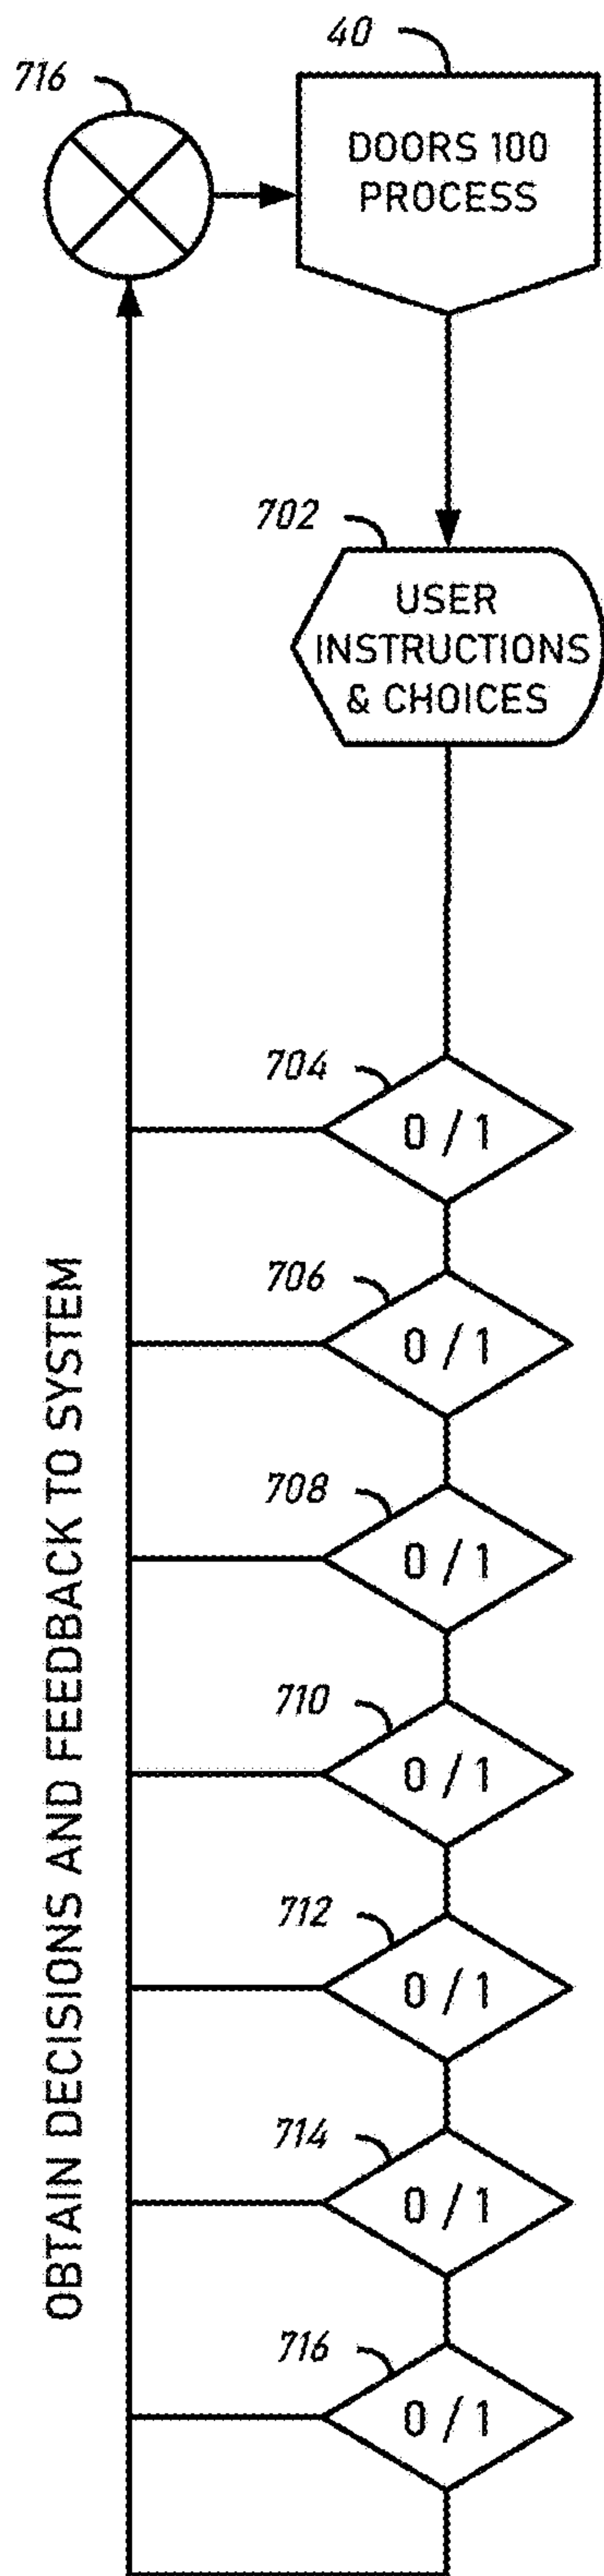 716
40
DOORS 100
PROCESS
702
USER
INSTRUCTIONS
& CHOICES
704
0 / 1
706
0 / 1
708
0 / 1
710
0 / 1
712
0 / 1
714
0 / 1
716
0 / 1
OBTAIN DECISIONS AND FEEDBACK TO SYSTEM